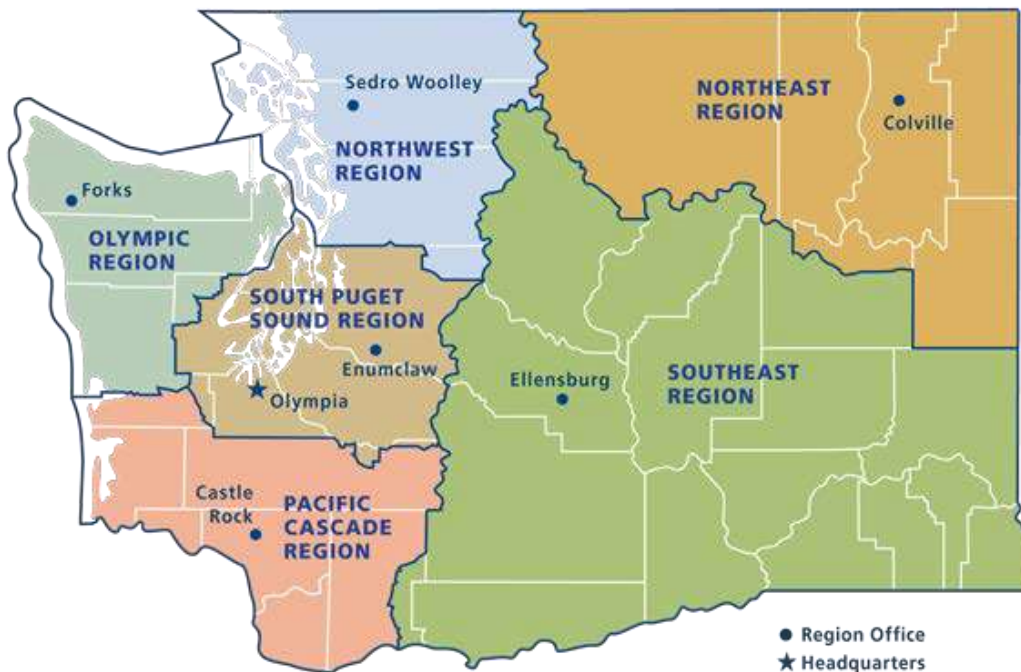 Sedro Woolley
NORTHWEST
REGION
NORTHEAST
REGION
Colville
Forks
OLYMPIC
REGION
SOUTH PUGET
SOUND REGION
Enumclaw
Olympia
Ellensburg
SOUTHEAST
REGION
Castle
Rock
PACIFIC
CASCADE
REGION
Region Office
Headquarters